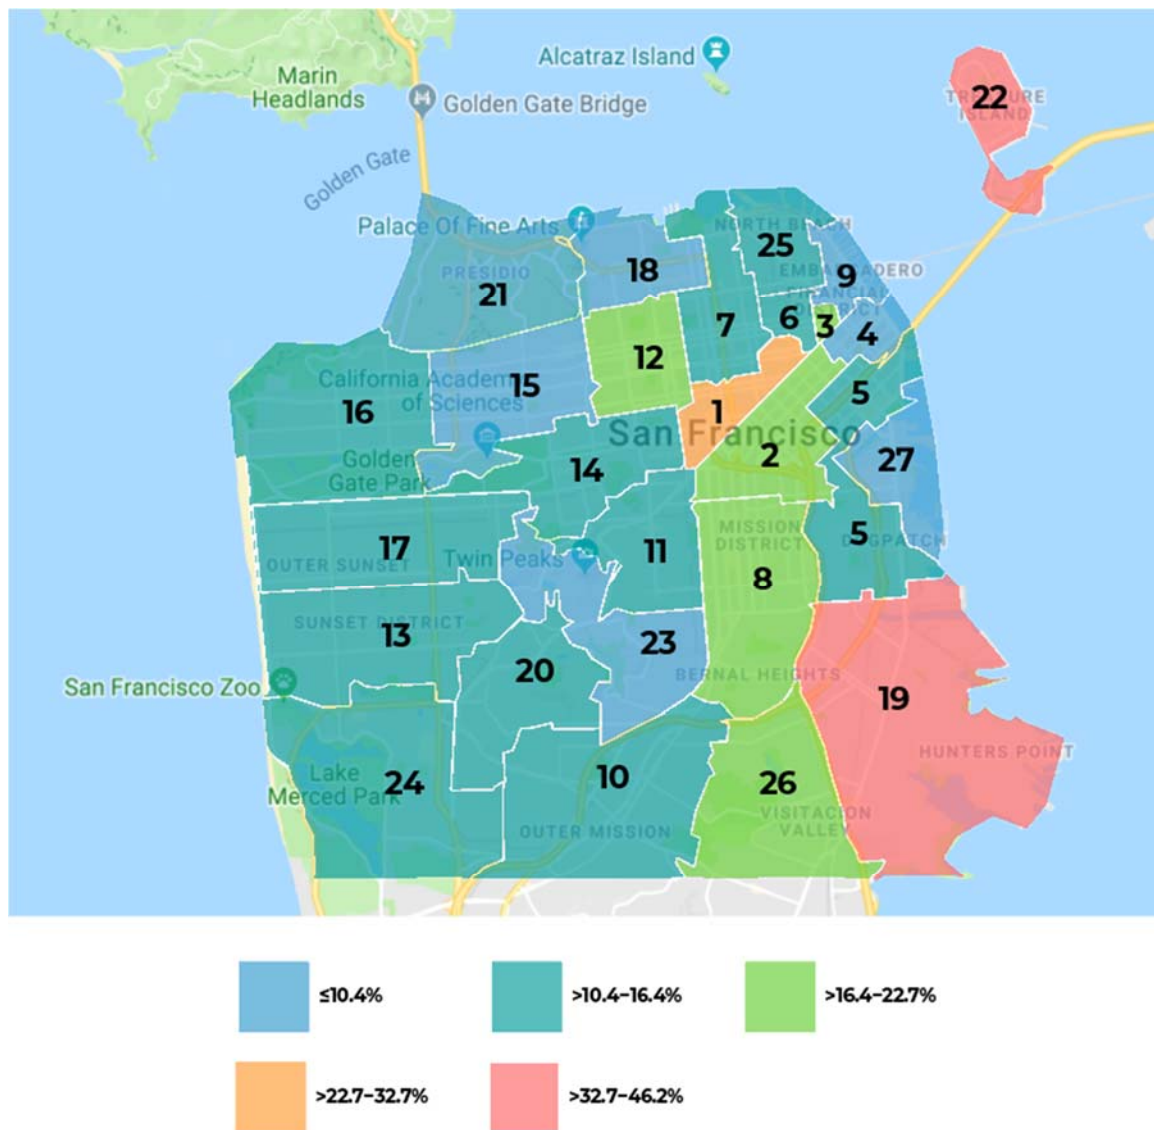 Alcatraz Island
Marin
Headlands
Golden Gate Bridge
22
TREASURE
ISLAND
Golden Gate
Palace Of Fine Arts
NORTH BEACH
25
18
EMBARCADERO
9
PRESIDIO
21
FINANCIAL
DISTRICT
6
3
7
4
12
California Academy
of Sciences
15
5
16
1
San Francisco
2
27
Golden
Gate Park
14
MISSION
DISTRICT
5
DOGPATCH
17
OUTER SUNSET
Twin Peaks
11
8
SUNSET DISTRICT
13
23
20
BERNAL HEIGHTS
San Francisco Zoo
19
HUNTERS POINT
Lake
Merced Park
24
10
26
OUTER MISSION
VISITACION
VALLEY
≤10.4%
>10.4–16.4%
>16.4–22.7%
>22.7–32.7%
>32.7–46.2%